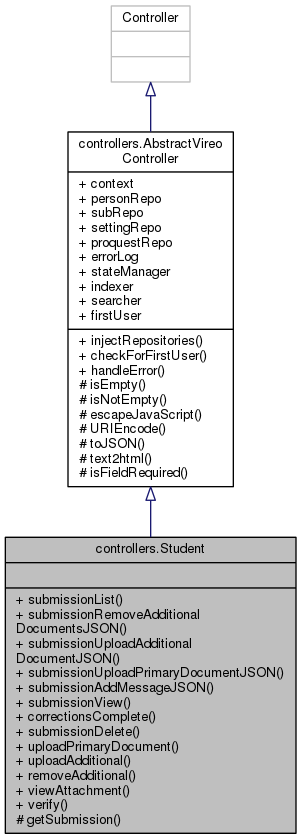 Controller
controllers.AbstractVireo
Controller
+ context
+ personRepo
+ subRepo
+ settingRepo
+ proquestRepo
+ errorLog
+ stateManager
+ indexer
+ searcher
+ firstUser
+ injectRepositories()
+ checkForFirstUser()
+ handleError()
# isEmpty()
# isNotEmpty()
# escapeJavaScript()
# URIEncode()
# toJSON()
# text2html()
# isFieldRequired()
controllers.Student
+ submissionList()
+ submissionRemoveAdditional
DocumentsJSON()
+ submissionUploadAdditional
DocumentJSON()
+ submissionUploadPrimaryDocumentJSON()
+ submissionAddMessageJSON()
+ submissionView()
+ correctionsComplete()
+ submissionDelete()
+ uploadPrimaryDocument()
+ uploadAdditional()
+ removeAdditional()
+ viewAttachment()
+ verify()
# getSubmission()